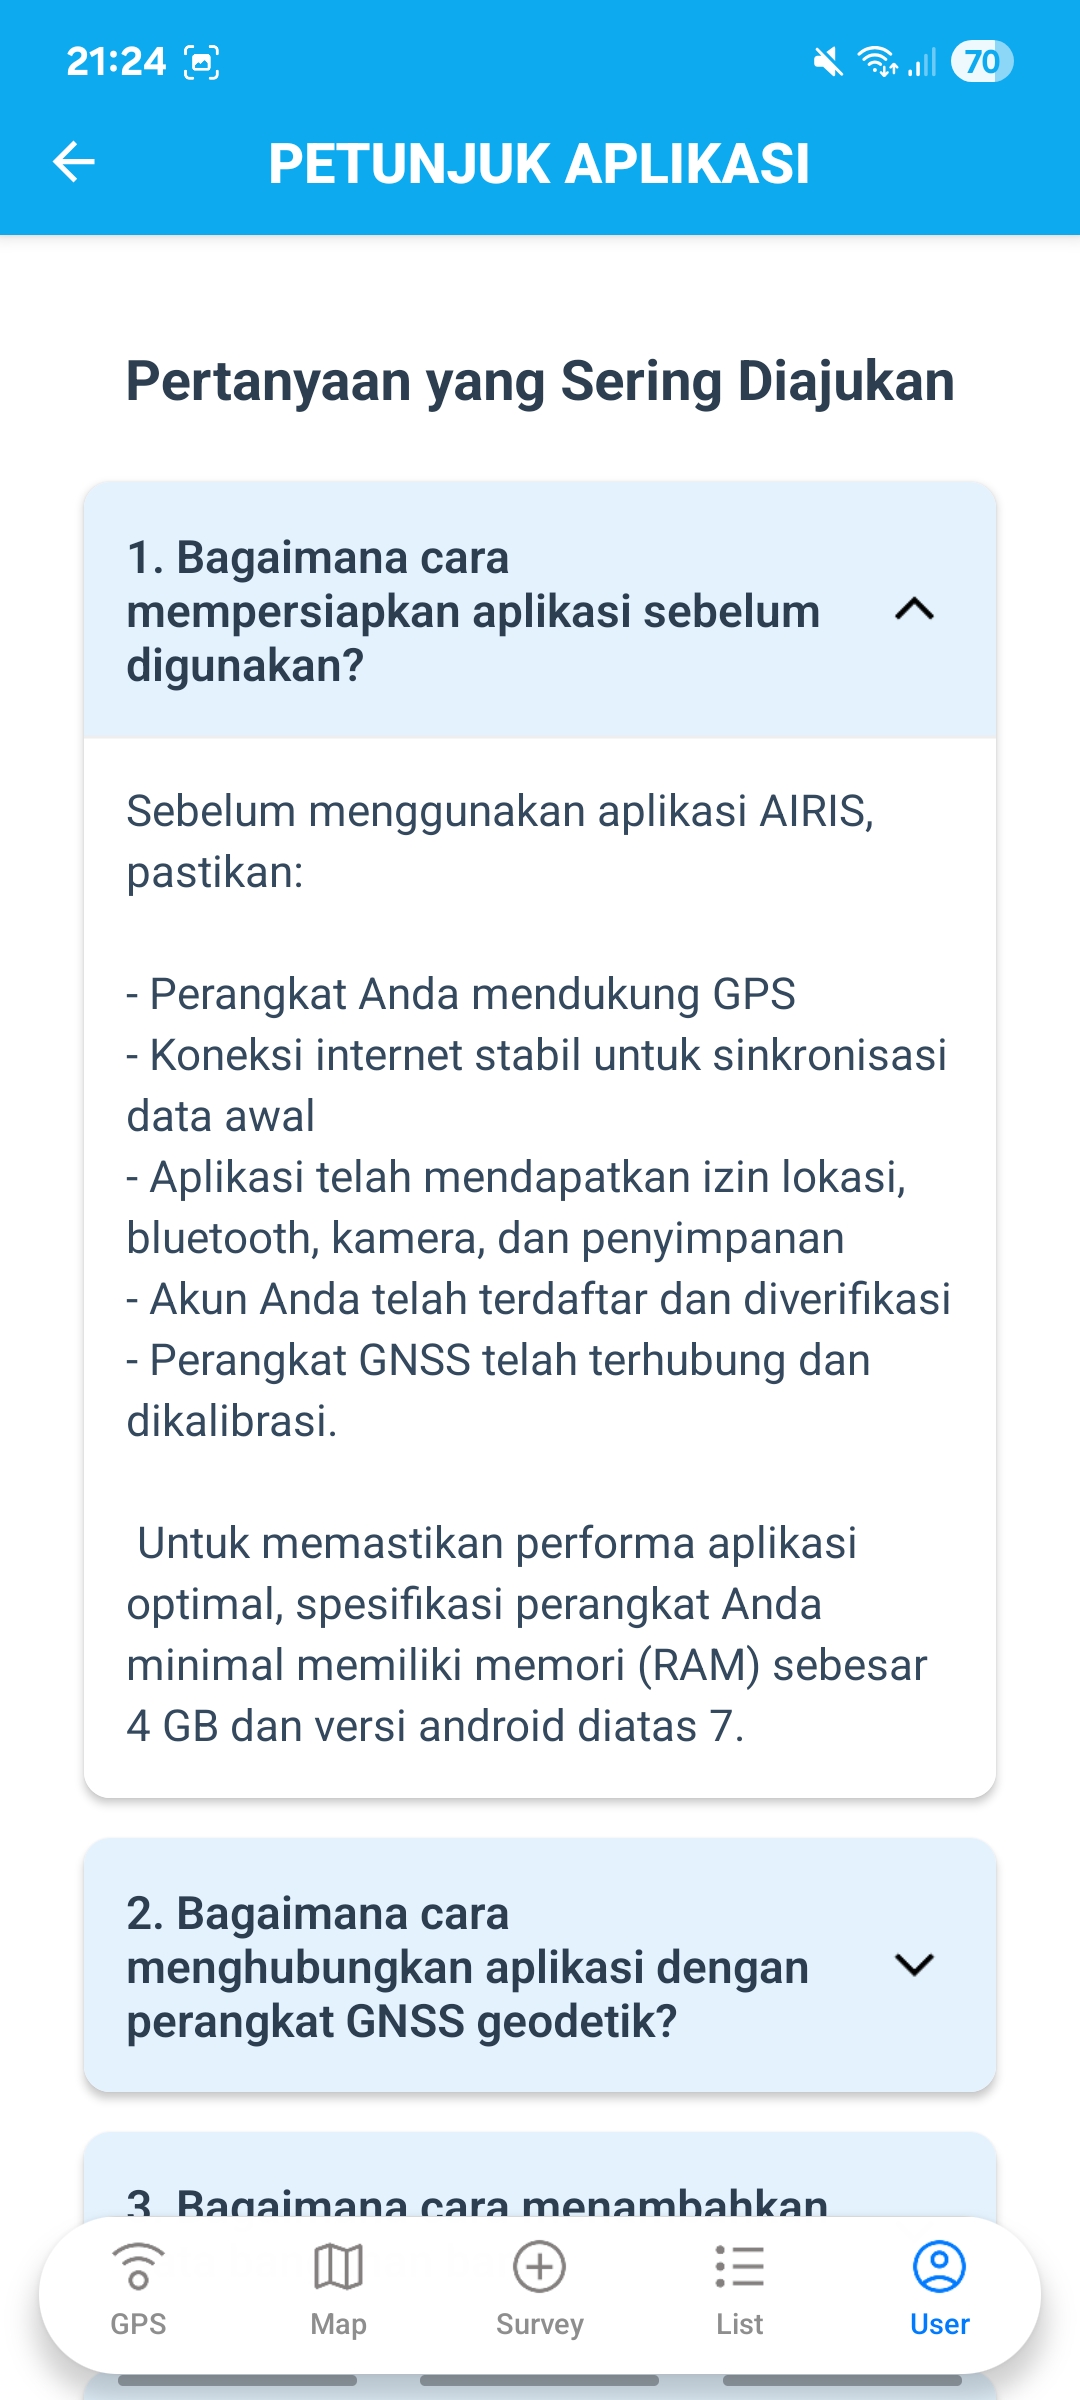 21:24
70
PETUNJUK APLIKASI
Pertanyaan yang Sering Diajukan
1. Bagaimana cara
mempersiapkan aplikasi sebelum
digunakan?
Sebelum menggunakan aplikasi AIRIS,
pastikan:
- Perangkat Anda mendukung GPS
- Koneksi internet stabil untuk sinkronisasi
data awal
- Aplikasi telah mendapatkan izin lokasi,
bluetooth, kamera, dan penyimpanan
- Akun Anda telah terdaftar dan diverifikasi
- Perangkat GNSS telah terhubung dan
dikalibrasi.
Untuk memastikan performa aplikasi
optimal, spesifikasi perangkat Anda
minimal memiliki memori (RAM) sebesar
4 GB dan versi android diatas 7.
2. Bagaimana cara
menghubungkan aplikasi dengan
perangkat GNSS geodetik?
3. Bagaimana cara menambahkan
GPS
Map
Survey
List
User